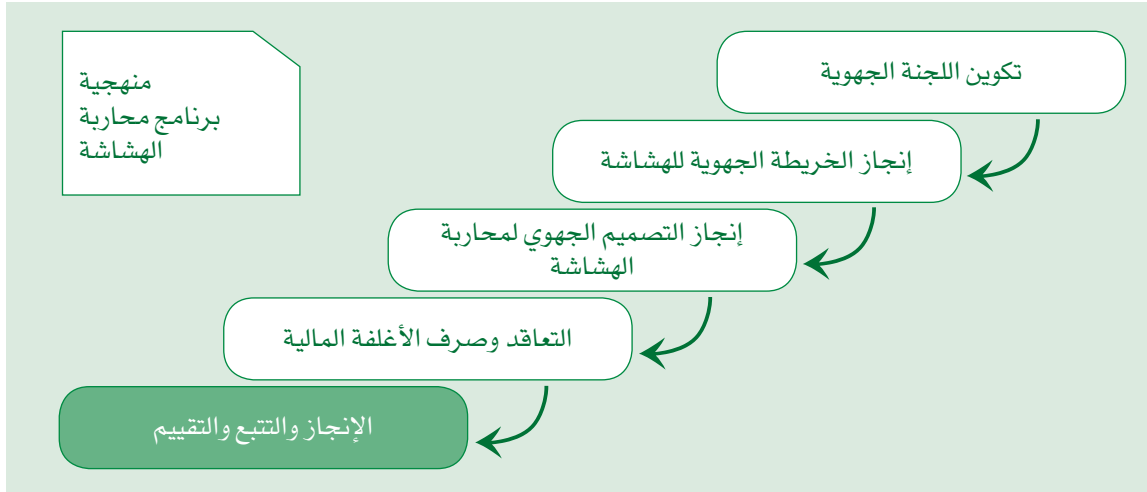 منهجية
برنامج محاربة
الهشاشة
تكوين اللجنة الجهوية
إنجاز الخريطة الجهوية للهشاشة
إنجاز التصميم الجهوي لمحاربة
الهشاشة
التعاقد وصرف الأغلفة المالية
الإنجاز والتتبع والتقييم